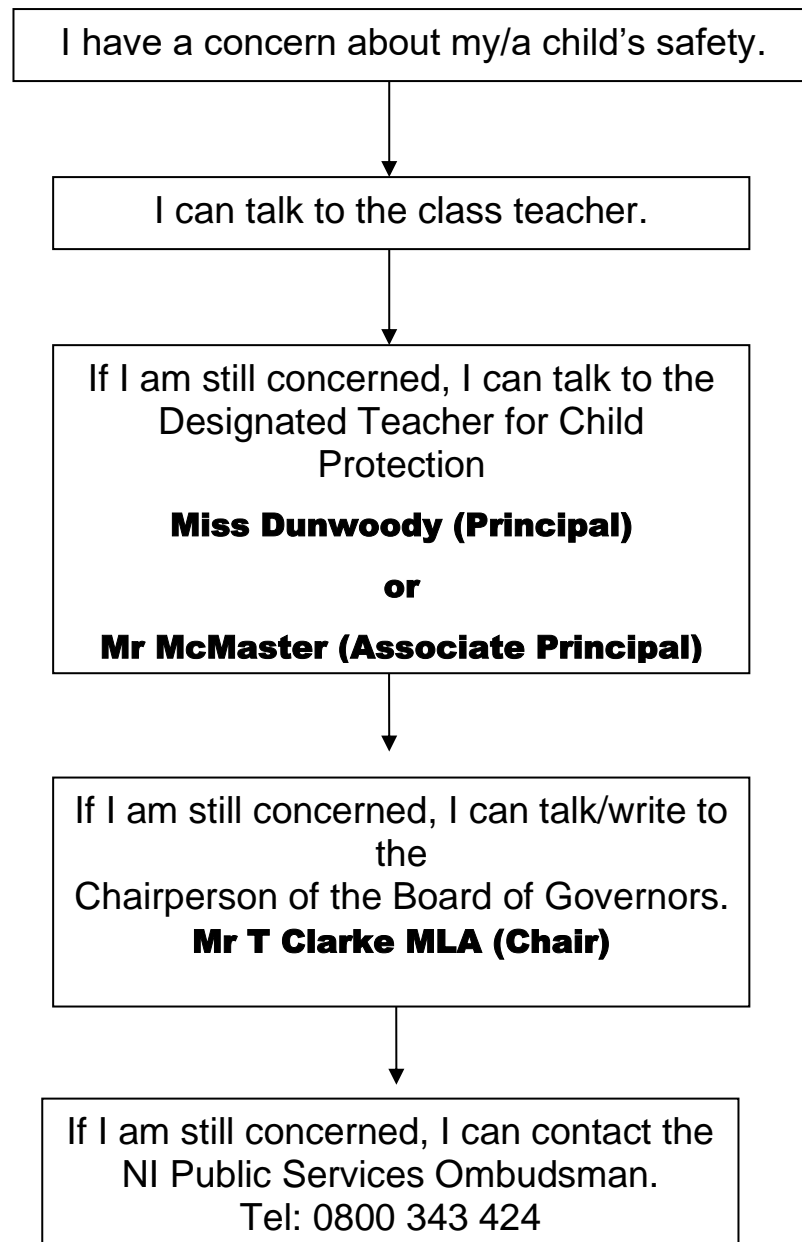 I have a concern about my/a child’s safety.
I can talk to the class teacher.
If I am still concerned, I can talk to the
Designated Teacher for Child
Protection
Miss Dunwoody (Principal)
or
Mr McMaster (Associate Principal)
If I am still concerned, I can talk/write to
the
Chairperson of the Board of Governors.
Mr T Clarke MLA (Chair)
If I am still concerned, I can contact the
NI Public Services Ombudsman.
Tel: 0800 343 424